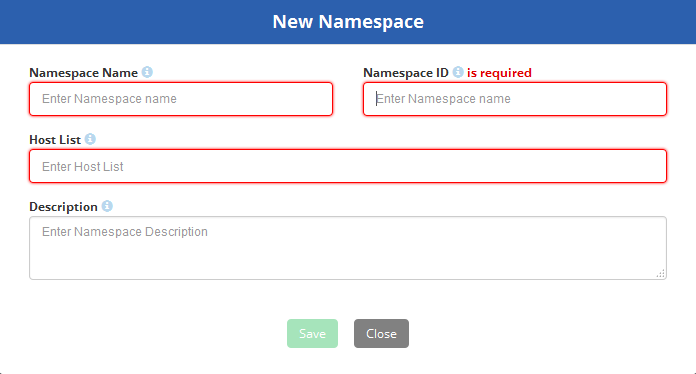 New Namespace
Namespace Name
Namespace ID is required
Enter Namespace name
Enter Namespace name
Host List
Enter Host List
Description
Enter Namespace Description
Save
Close